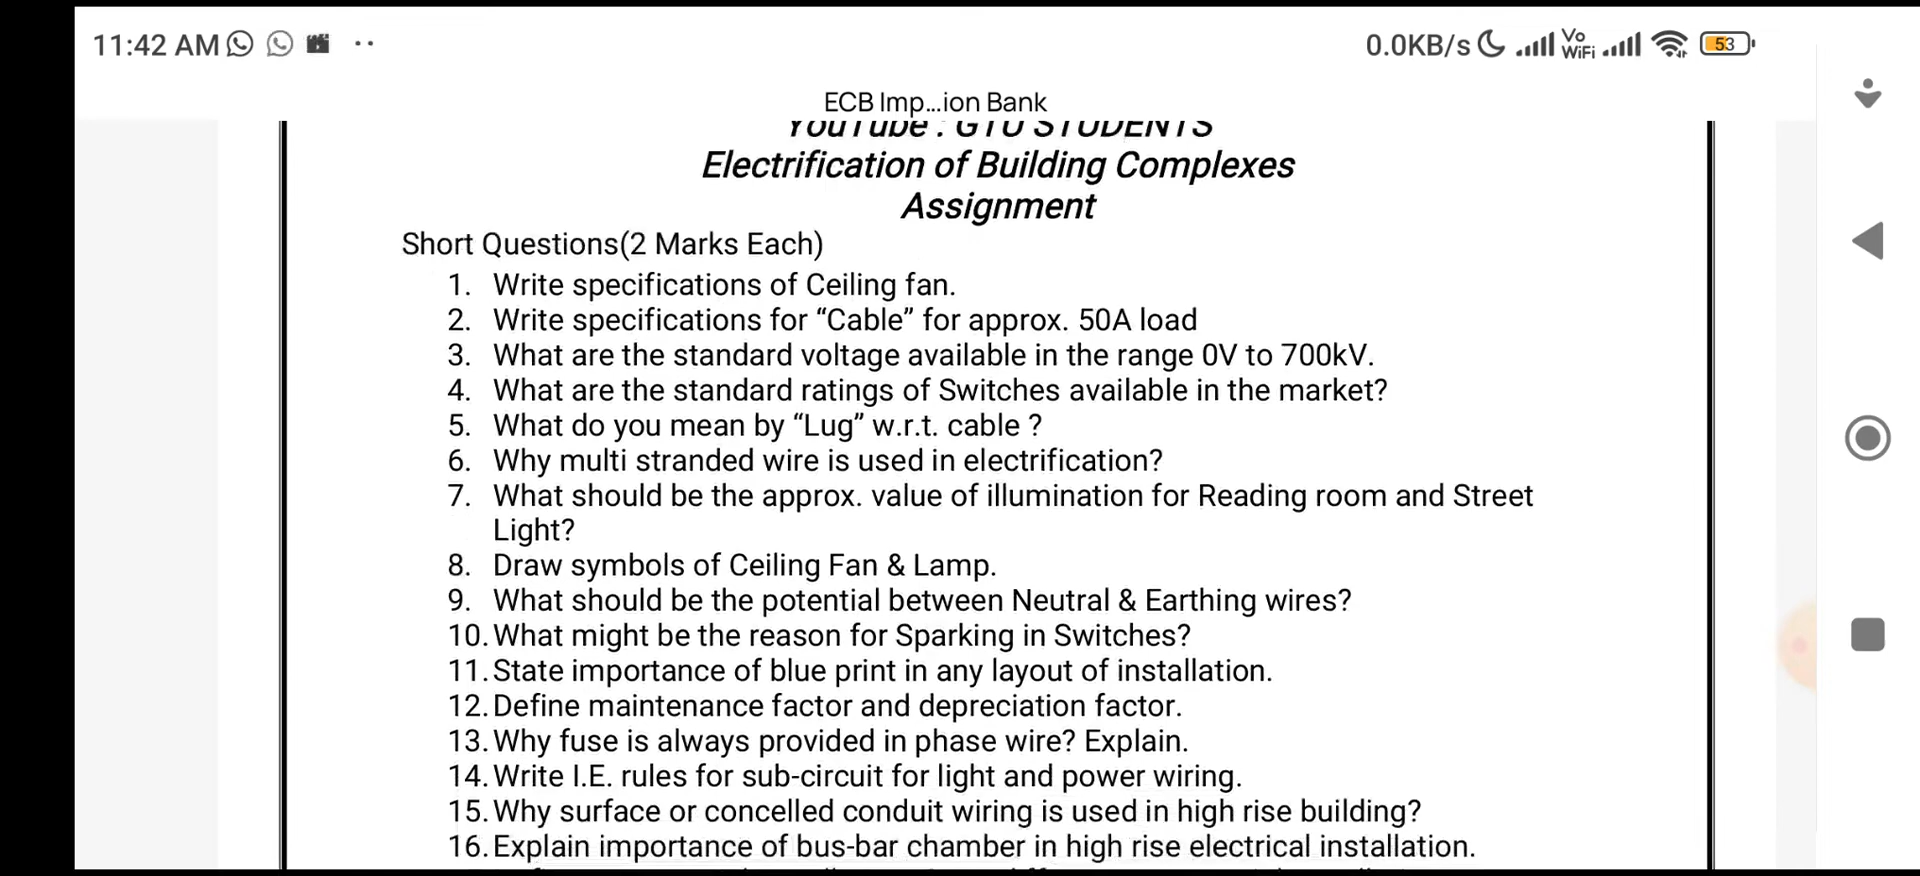 11:42 AM
0.0KB/s Vo WiFi 53
ECB Imp...ion Bank
YouTube : GTU STUDENTS
Electrification of Building Complexes
Assignment
Short Questions(2 Marks Each)
1. Write specifications of Ceiling fan.
2. Write specifications for “Cable” for approx. 50A load
3. What are the standard voltage available in the range 0V to 700kV.
4. What are the standard ratings of Switches available in the market?
5. What do you mean by “Lug” w.r.t. cable ?
6. Why multi stranded wire is used in electrification?
7. What should be the approx. value of illumination for Reading room and Street
Light?
8. Draw symbols of Ceiling Fan & Lamp.
9. What should be the potential between Neutral & Earthing wires?
10. What might be the reason for Sparking in Switches?
11. State importance of blue print in any layout of installation.
12. Define maintenance factor and depreciation factor.
13. Why fuse is always provided in phase wire? Explain.
14. Write I.E. rules for sub-circuit for light and power wiring.
15. Why surface or concelled conduit wiring is used in high rise building?
16. Explain importance of bus-bar chamber in high rise electrical installation.